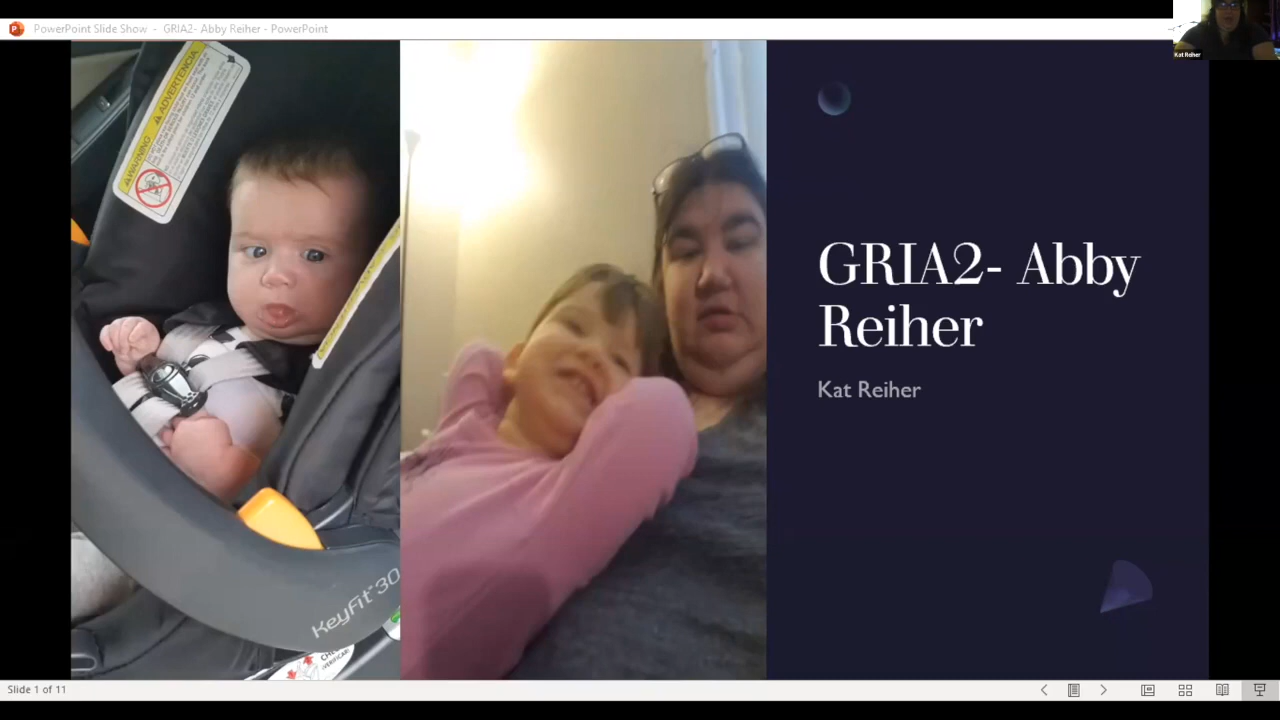 PowerPoint Slide Show - GRIA2- Abby Reiher - PowerPoint
Kat Reiher
WARNING ADVERTENCIA
GRIA2- Abby
Reiher
Kat Reiher
KeyFit 30
Slide 1 of 11